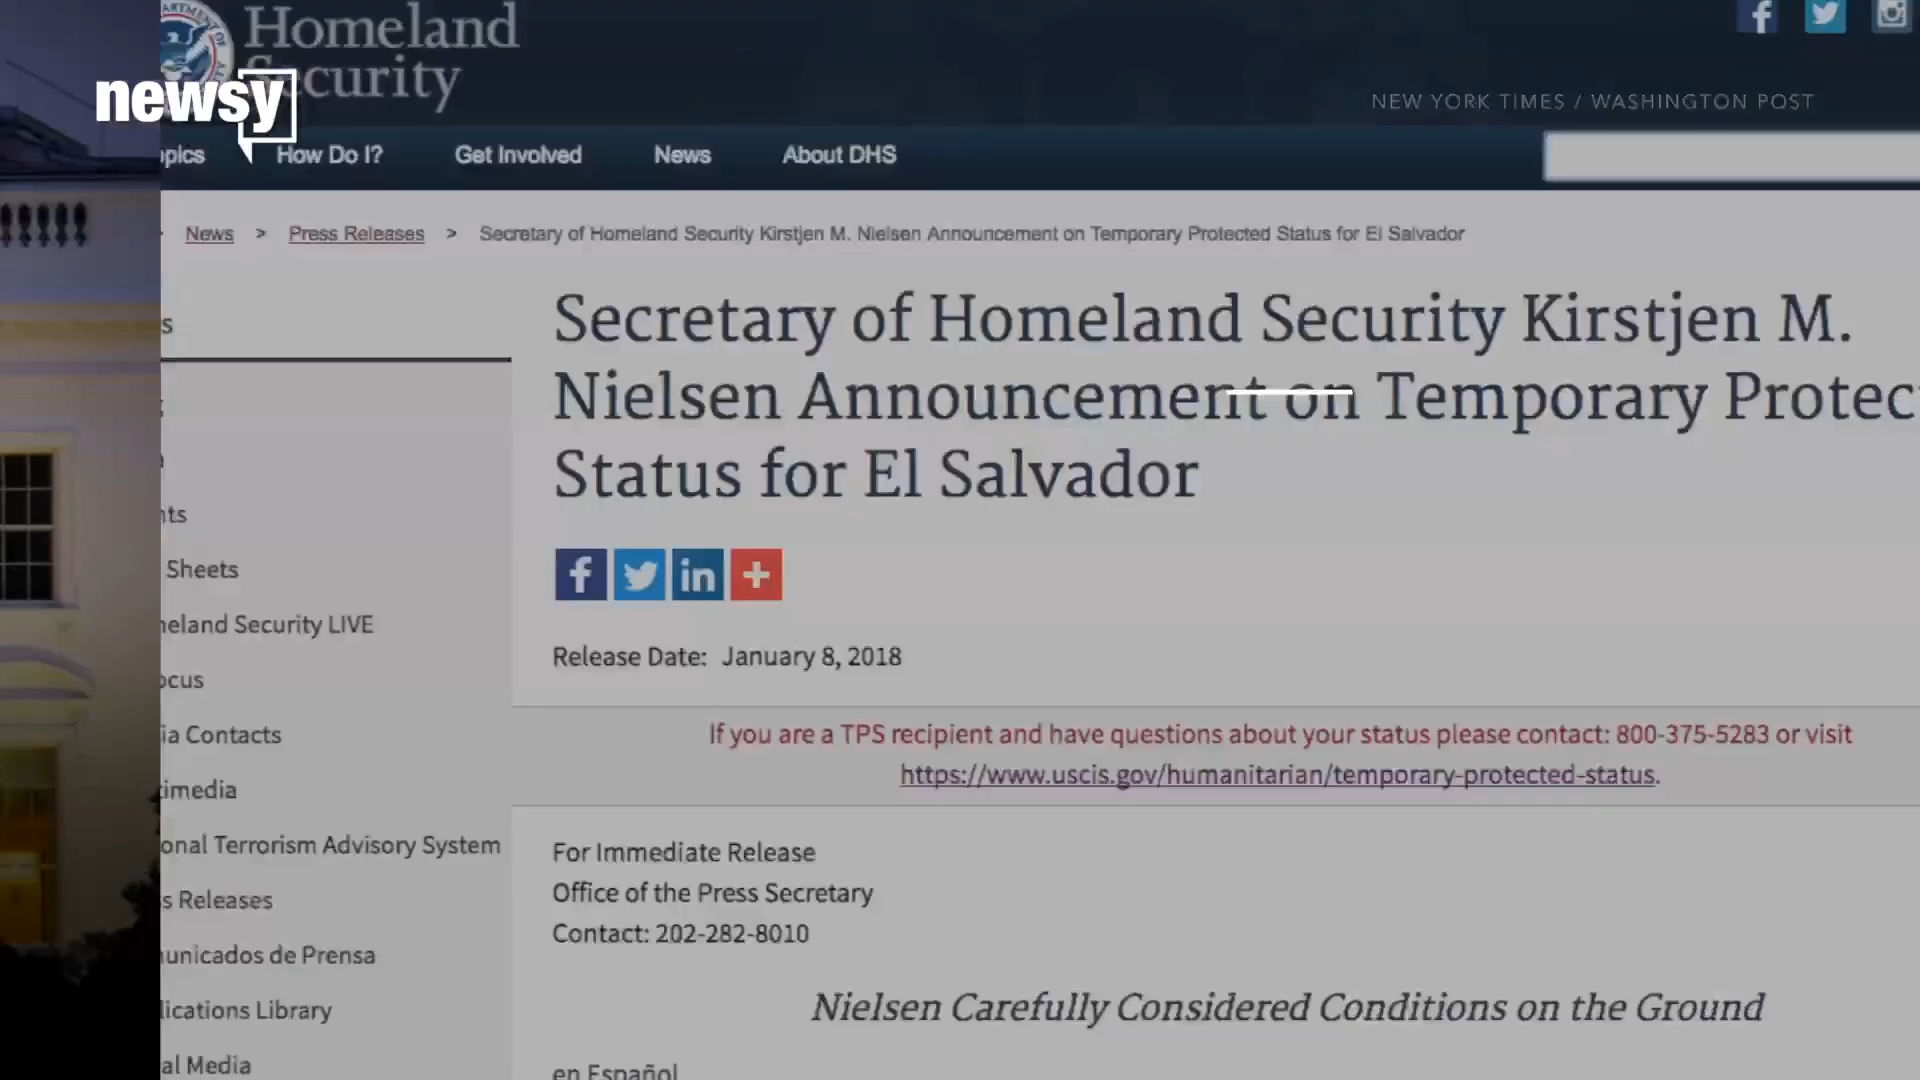 Homeland
Security
newsy
NEW YORK TIMES / WASHINGTON POST
How Do I?
Get Involved
News
About DHS
News > Press Releases > Secretary of Homeland Security Kirstjen M. Nielsen Announcement on Temporary Protected Status for El Salvador
Secretary of Homeland Security Kirstjen M.
Nielsen Announcement on Temporary Protec
Status for El Salvador
Release Date: January 8, 2018
If you are a TPS recipient and have questions about your status please contact: 800-375-5283 or visit
https://www.uscis.gov/humanitarian/temporary-protected-status.
For Immediate Release
Office of the Press Secretary
Contact: 202-282-8010
Nielsen Carefully Considered Conditions on the Ground
en Español
Sheets
eland Security LIVE
ocus
ia Contacts
imedia
onal Terrorism Advisory System
s Releases
unicados de Prensa
lications Library
al Media